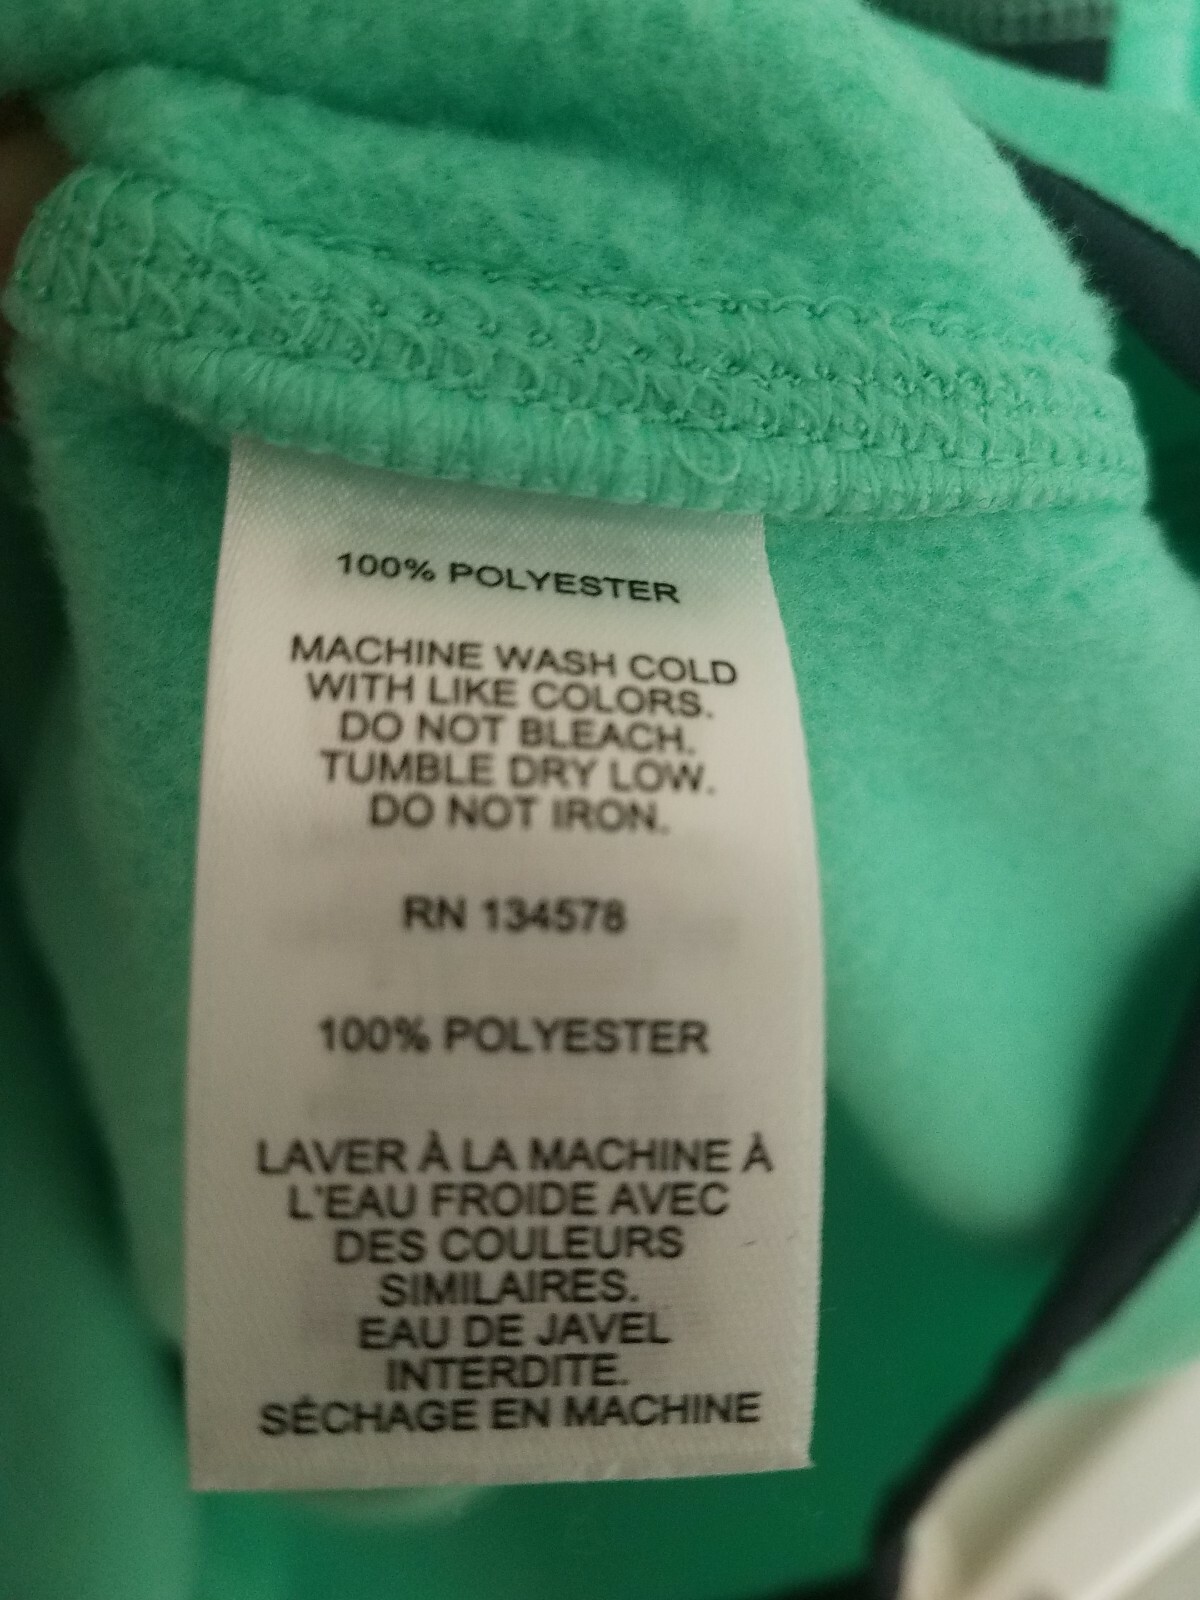 100% POLYESTER
MACHINE WASH COLD
WITH LIKE COLORS.
DO NOT BLEACH.
TUMBLE DRY LOW.
DO NOT IRON.
RN 134578
100% POLYESTER
LAVER À LA MACHINE À
L'EAU FROIDE AVEC
DES COULEURS
SIMILAIRES.
EAU DE JAVEL
INTERDITE.
SÉCHAGE EN MACHINE